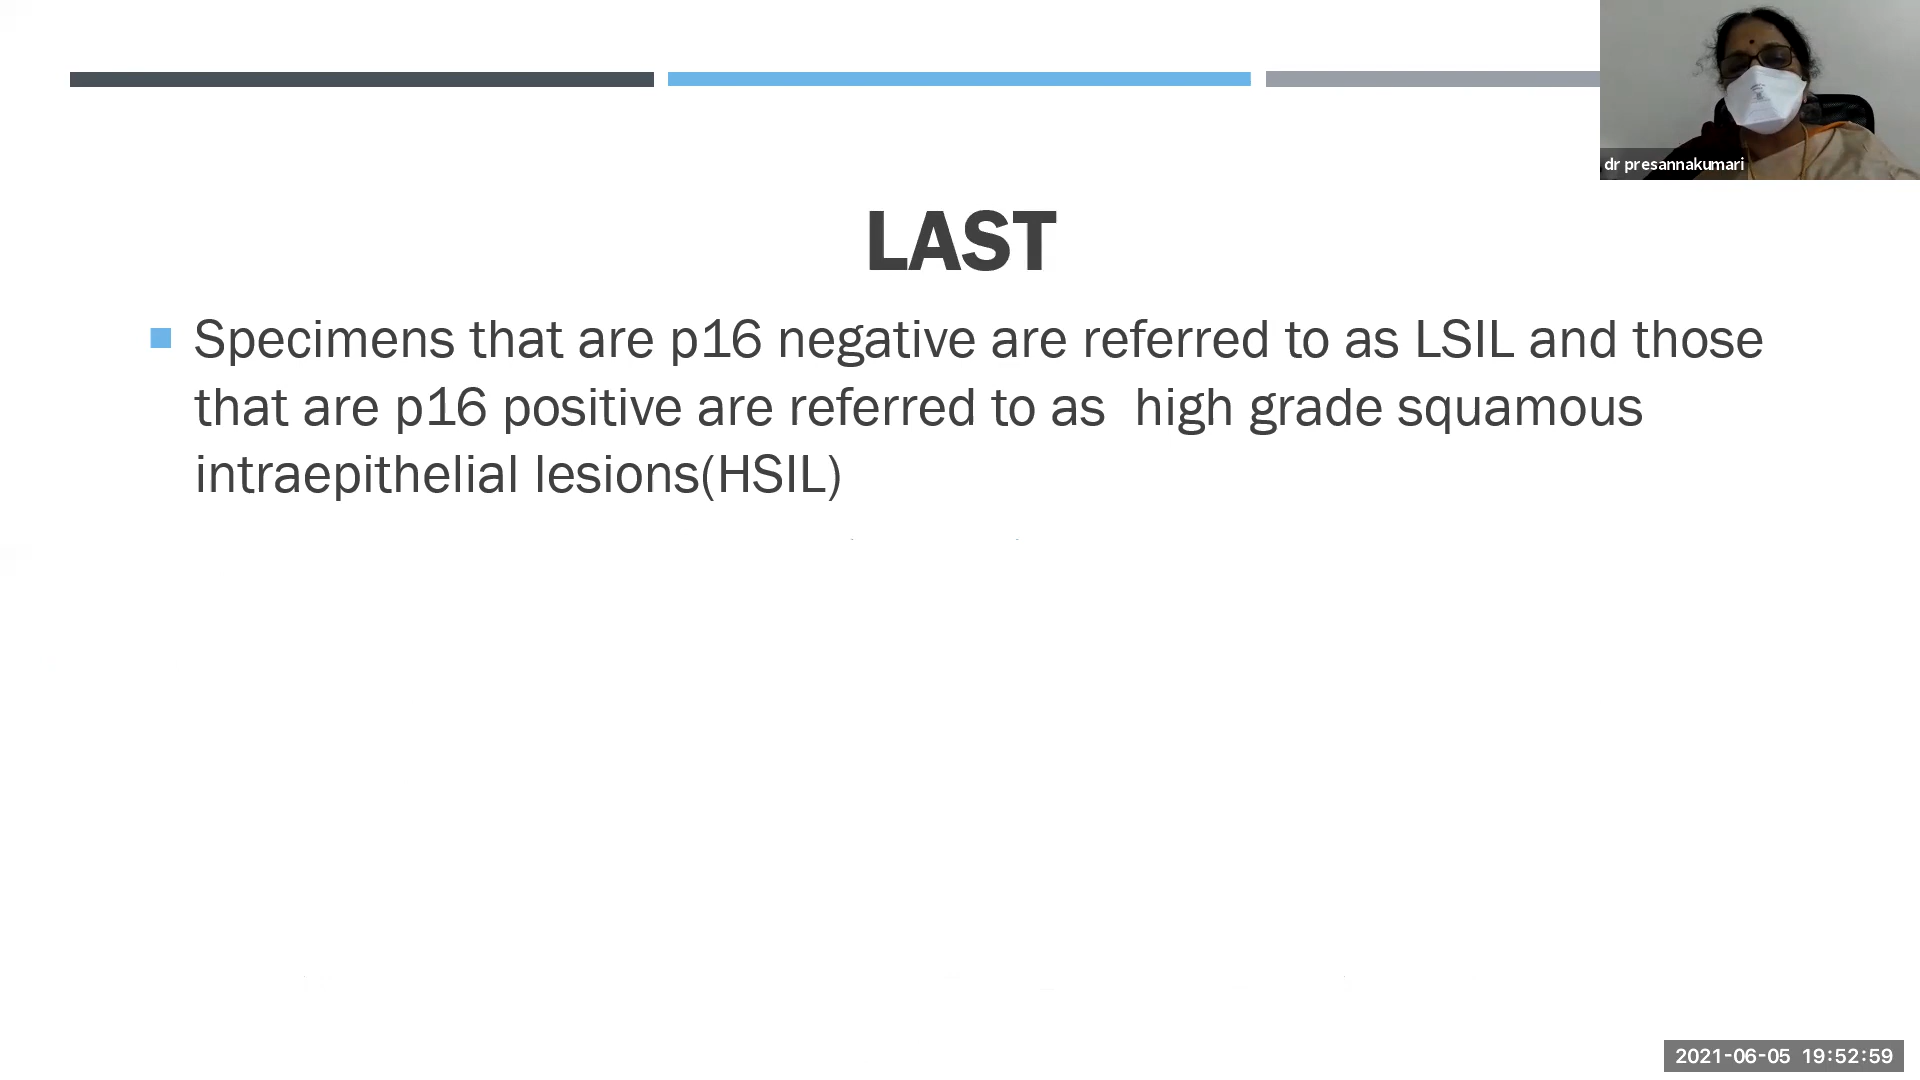 dr presannakumari
LAST
Specimens that are p16 negative are referred to as LSIL and those
that are p16 positive are referred to as  high grade squamous
intraepithelial lesions(HSIL)
2021-06-05 19:52:59